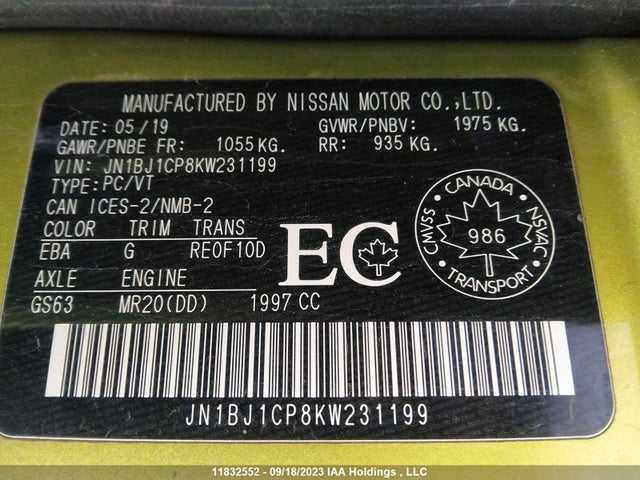 MANUFACTURED BY NISSAN MOTOR CO.,LTD.
DATE: 05/19 GVWR/PNBV: 1975 KG.
GAWR/PNBE FR: 1055 KG. RR: 935 KG.
VIN: JN1BJ1CP8KW231199
TYPE: PC/VT
CAN ICES-2/NMB-2
COLOR TRIM TRANS
EBA G RE0F10D
AXLE ENGINE
GS63 MR20(DD) 1997 CC
EC
CANADA
CMVSS 986 NSVAC
TRANSPORT
JN1BJ1CP8KW231199
11832552 - 09/18/2023 IAA Holdings , LLC